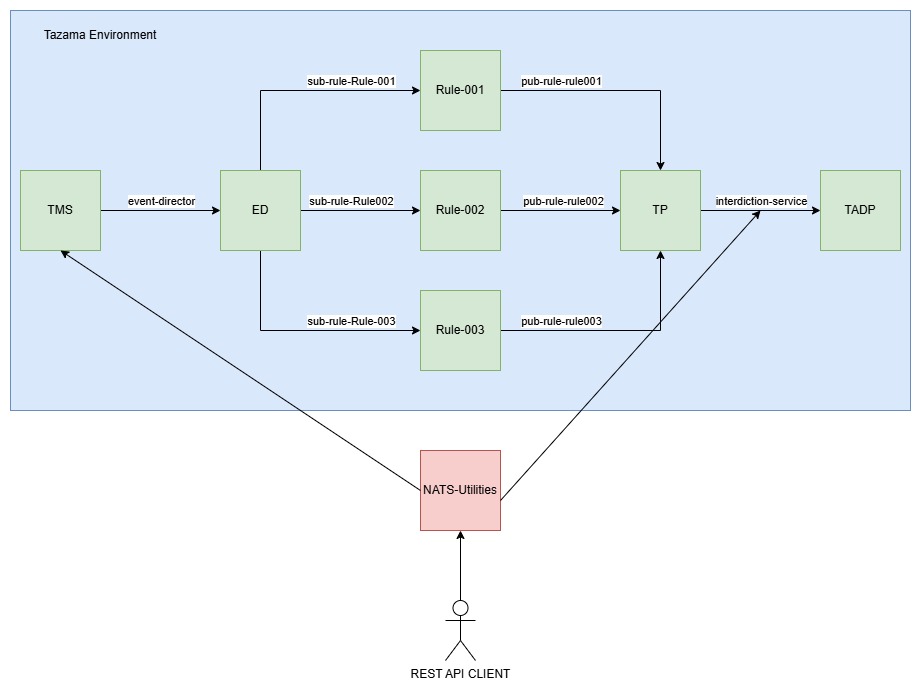 Tazama Environment
sub-rule-Rule-001
Rule-001
pub-rule-rule001
TMS
event-director
ED
sub-rule-Rule002
Rule-002
pub-rule-rule002
TP
interdiction-service
TADP
sub-rule-Rule-003
Rule-003
pub-rule-rule003
NATS-Utilities
REST API CLIENT